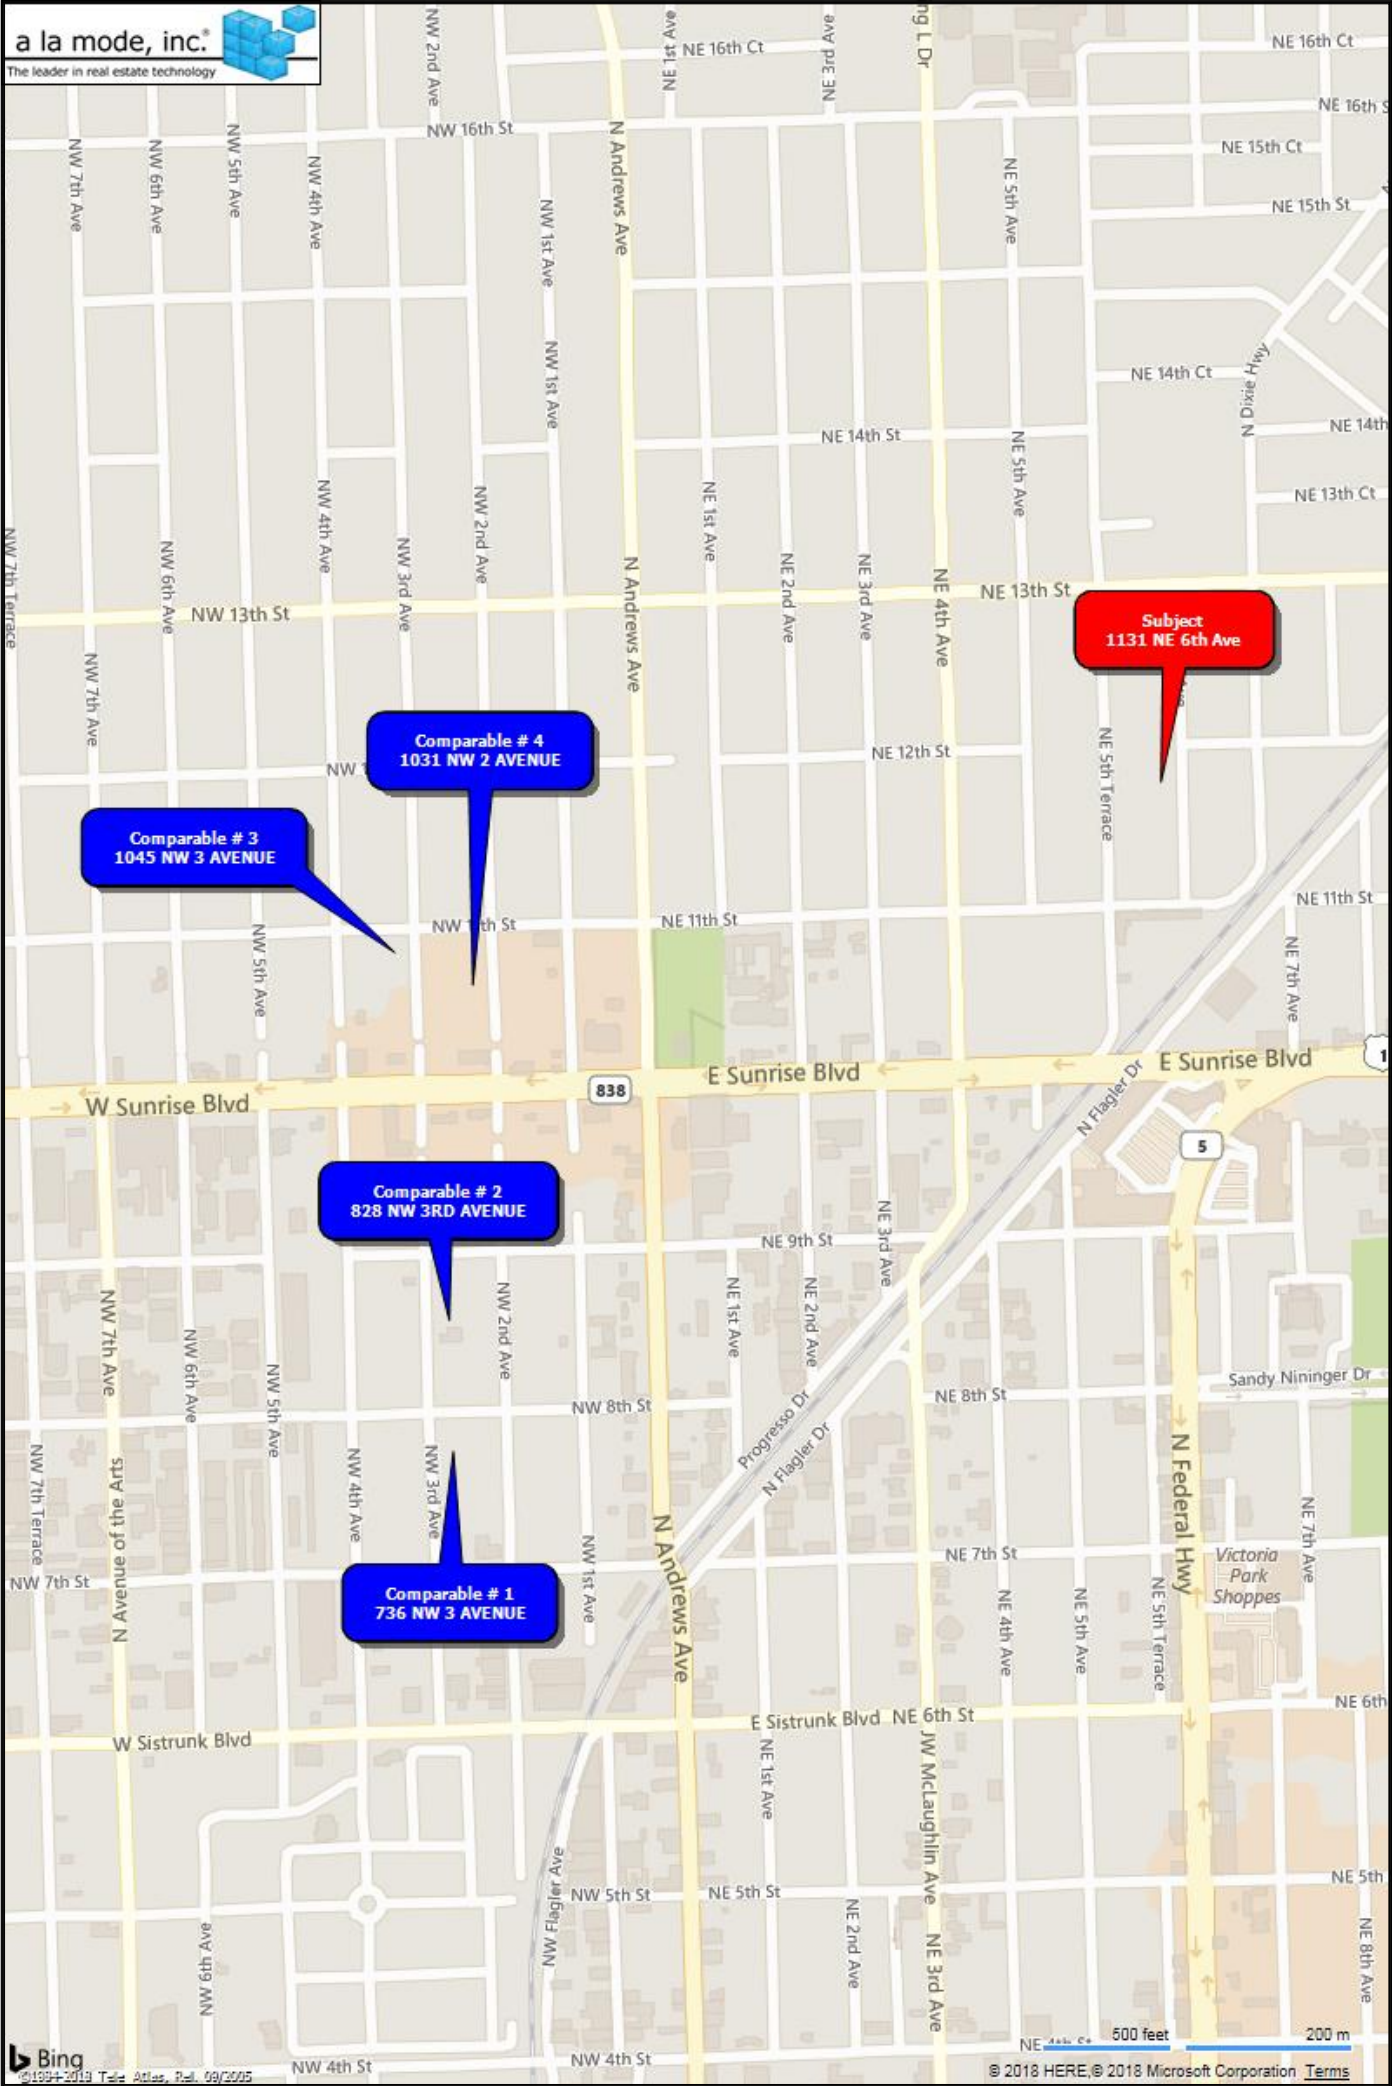 a la mode, inc.®
The leader in real estate technology
NW 2nd Ave
NE 1st Ave
NE 16th Ct
NE 3rd Ave
ng L Dr
NE 16th Ct
NE 16th S
NW 16th St
N Andrews Ave
NW 7th Ave
NW 6th Ave
NW 5th Ave
NW 4th Ave
NW 1st Ave
NE 5th Ave
NE 15th Ct
NE 15th St
NW 1st Ave
NE 14th Ct
N Dixie Hwy
NE 14th St
NE 14th
NE 5th Ave
NE 13th Ct
NW 4th Ave
NW 2nd Ave
NE 1st Ave
NW 7th Terrace
NW 6th Ave
NW 3rd Ave
N Andrews Ave
NE 2nd Ave
NE 3rd Ave
NE 4th Ave
NE 13th St
NW 13th St
Subject
1131 NE 6th Ave
NW 7th Ave
Comparable # 4
1031 NW 2 AVENUE
NE 12th St
NE 5th Terrace
Comparable # 3
1045 NW 3 AVENUE
NW 5th Ave
NE 11th St
NE 11th St
NE 7th Ave
E Sunrise Blvd
E Sunrise Blvd
1
838
W Sunrise Blvd
N Flagler Dr
5
Comparable # 2
828 NW 3RD AVENUE
NE 3rd Ave
NE 9th St
NW 7th Ave
NW 6th Ave
NW 5th Ave
NW 2nd Ave
NE 1st Ave
NE 2nd Ave
Sandy Nininger Dr
NW 8th St
NE 8th St
Progresso Dr
N Flagler Dr
NW 7th Terrace
N Avenue of the Arts
NW 4th Ave
NW 3rd Ave
N Federal Hwy
NE 7th Ave
NW 1st Ave
N Andrews Ave
NE 7th St
Victoria
Park
Shoppes
NW 7th St
Comparable # 1
736 NW 3 AVENUE
NE 4th Ave
NE 5th Ave
NE 5th Terrace
NE 6th
E Sistrunk Blvd
NE 6th St
W Sistrunk Blvd
NE 1st Ave
JW McLaughlin Ave
NW Flagler Ave
NW 5th St
NE 5th St
NE 5th
NW 6th Ave
NE 2nd Ave
NE 3rd Ave
NE 8th Ave
500 feet
200 m
Bing
NW 4th St
NW 4th St
©1994-2018 Tele Atlas, Rel. 09/2005
© 2018 HERE,© 2018 Microsoft Corporation Terms